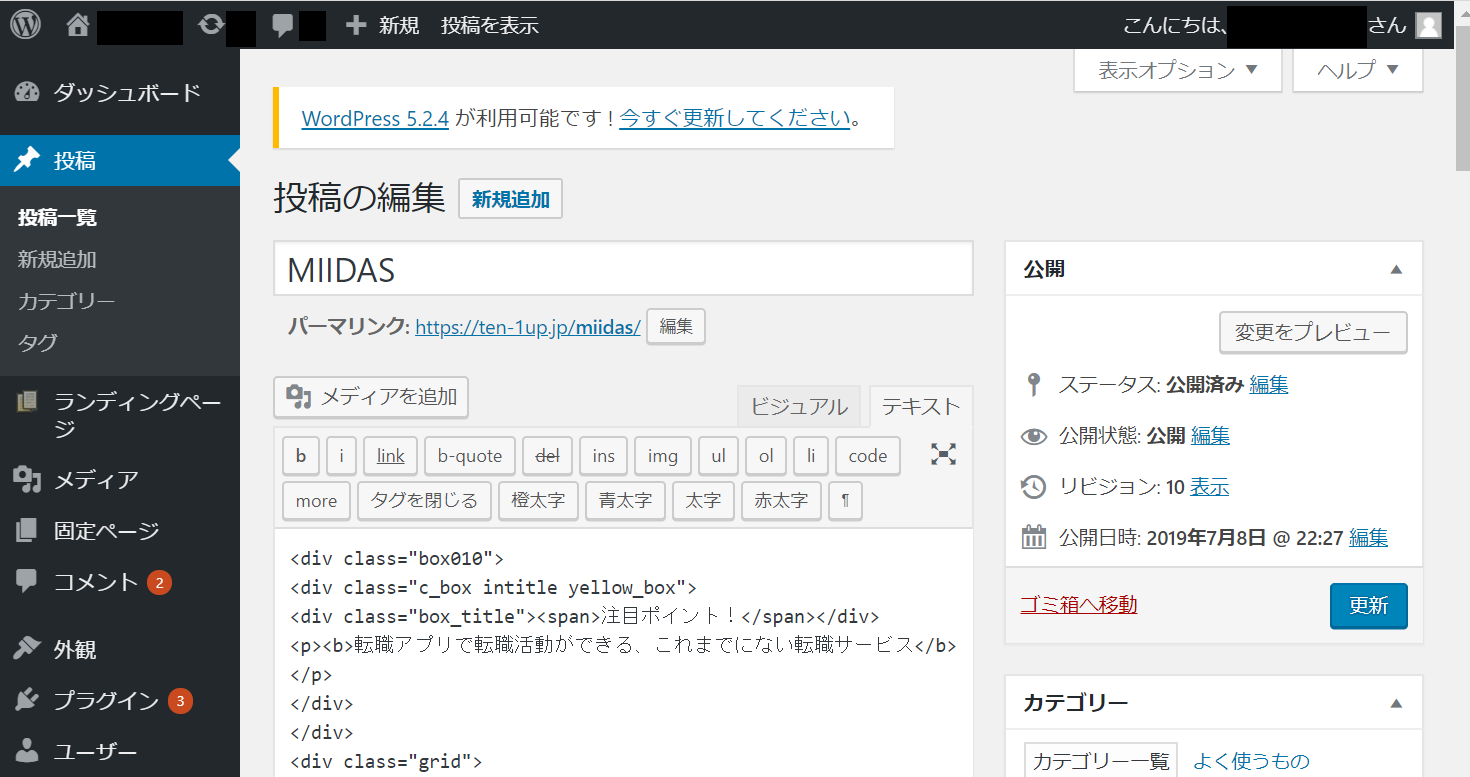 新規 投稿を表示 こんにちは、 さん
表示オプション ヘルプ
ダッシュボード
投稿
投稿一覧
新規追加
カテゴリー
タグ
ランディングペー
ジ
メディア
固定ページ
コメント 2
外観
プラグイン 3
ユーザー
WordPress 5.2.4 が利用可能です ! 今すぐ更新してください。
投稿の編集 新規追加
MIIDAS
パーマリンク: https://ten-1up.jp/miidas/ 編集
メディアを追加
ビジュアル テキスト
b i link b-quote del ins img ul ol li code
more タグを閉じる 橙太字 青太字 太字 赤太字 ¶
<div class="box010">
<div class="c_box intitle yellow_box">
<div class="box_title"><span>注目ポイント！</span></div>
<p><b>転職アプリで転職活動ができる、これまでにない転職サービス</b>
</p>
</div>
</div>
<div class="grid">
公開
変更をプレビュー
ステータス: 公開済み 編集
公開状態: 公開 編集
リビジョン: 10 表示
公開日時: 2019年7月8日 @ 22:27 編集
ゴミ箱へ移動 更新
カテゴリー
カテゴリー一覧 よく使うもの